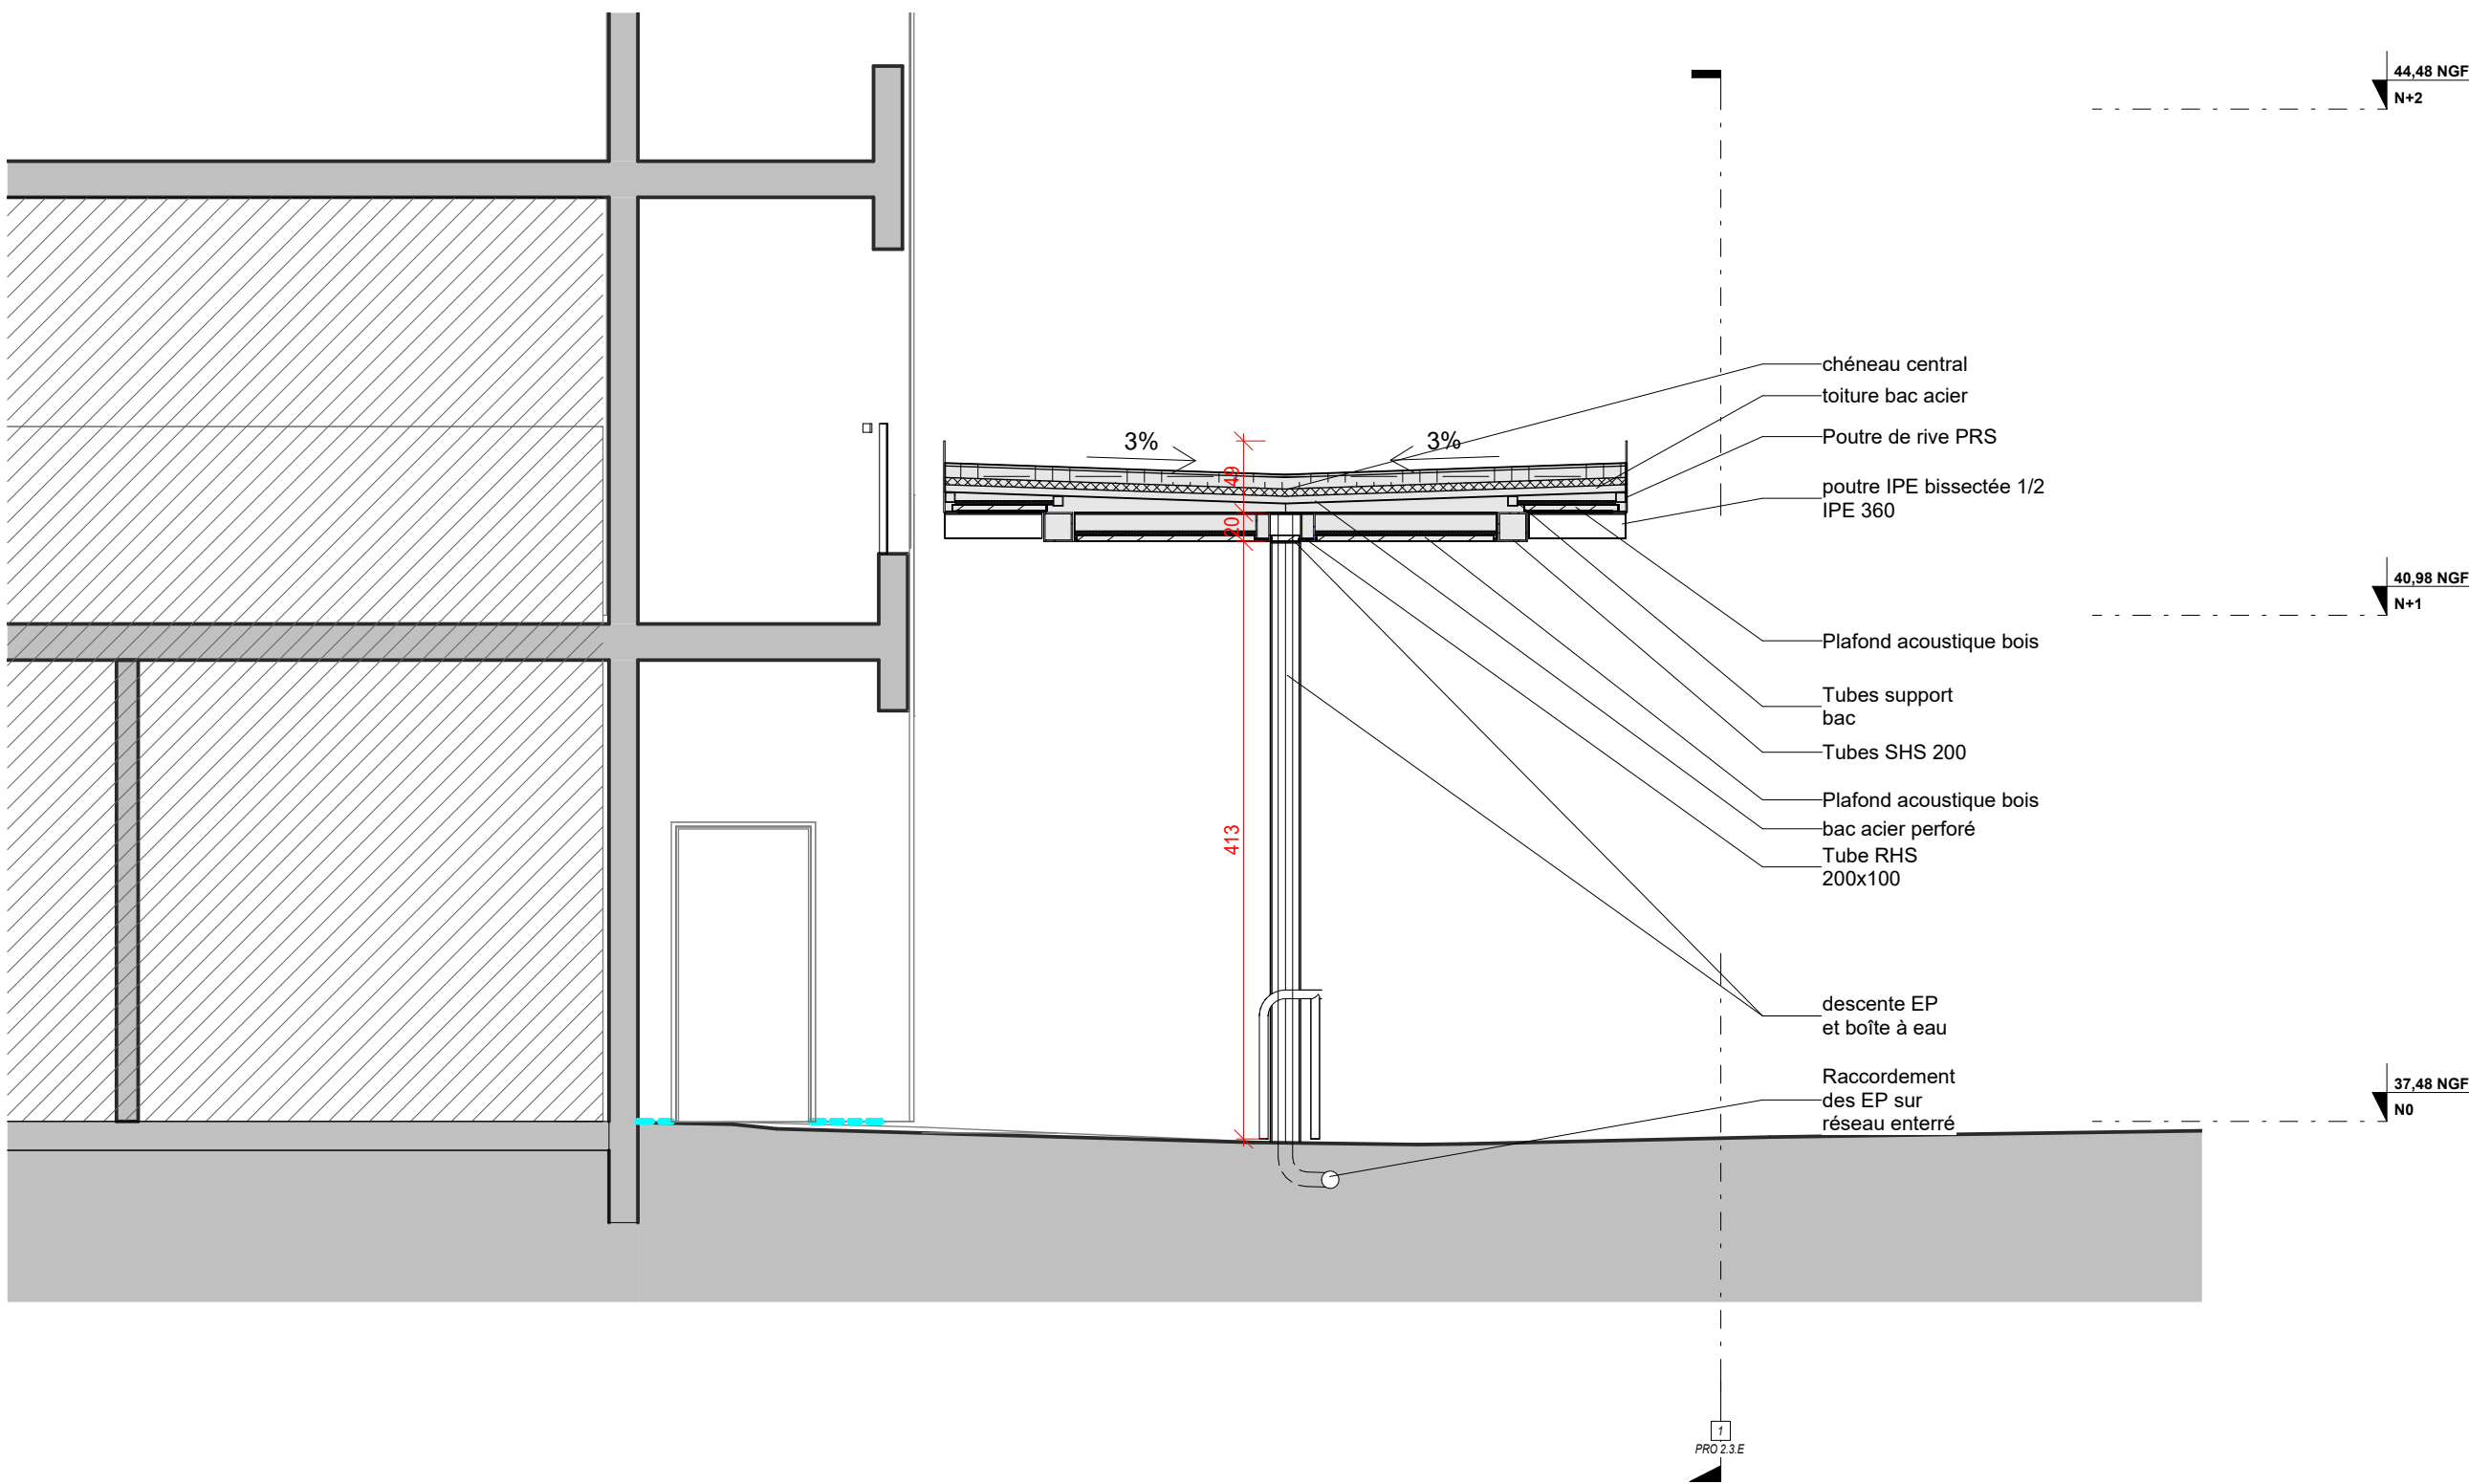 44,48 NGF
N+2
chéneau central
toiture bac acier
3%
3%
Poutre de rive PRS
49
poutre IPE bissectée 1/2
IPE 360
20
40,98 NGF
N+1
Plafond acoustique bois
Tubes support
bac
Tubes SHS 200
Plafond acoustique bois
bac acier perforé
413
Tube RHS
200x100
descente EP
et boîte à eau
Raccordement
des EP sur
réseau enterré
37,48 NGF
N0
1
PRO 2.3.E